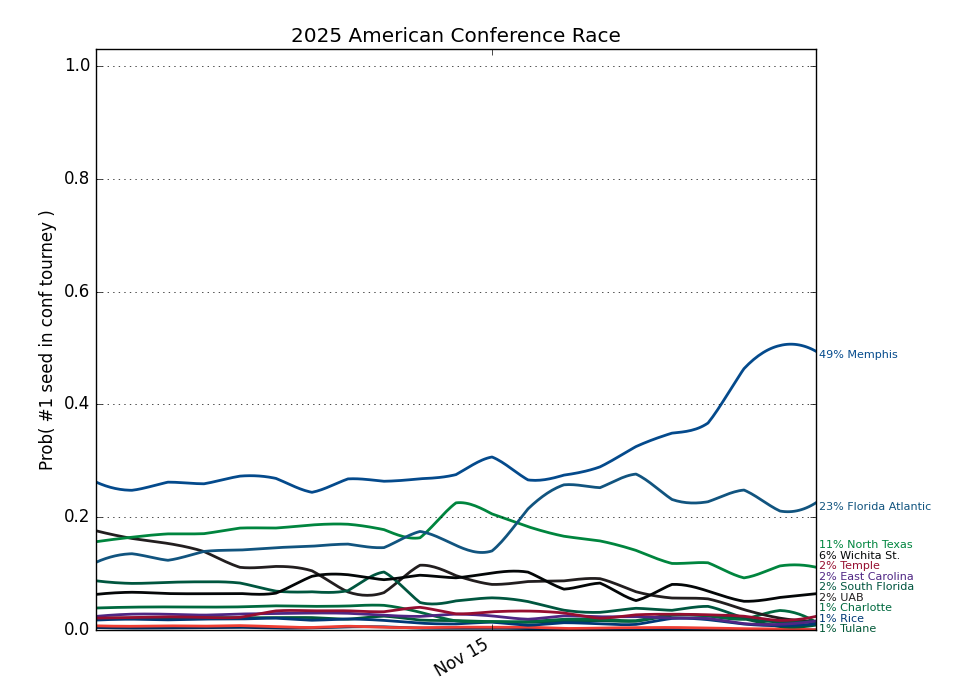 2025 American Conference Race
Prob( #1 seed in conf tourney )
1.0
0.8
0.6
0.4
0.2
0.0
Nov 15
49% Memphis
23% Florida Atlantic
11% North Texas
6% Wichita St.
2% Temple
2% East Carolina
2% South Florida
2% UAB
1% Charlotte
1% Rice
1% Tulane